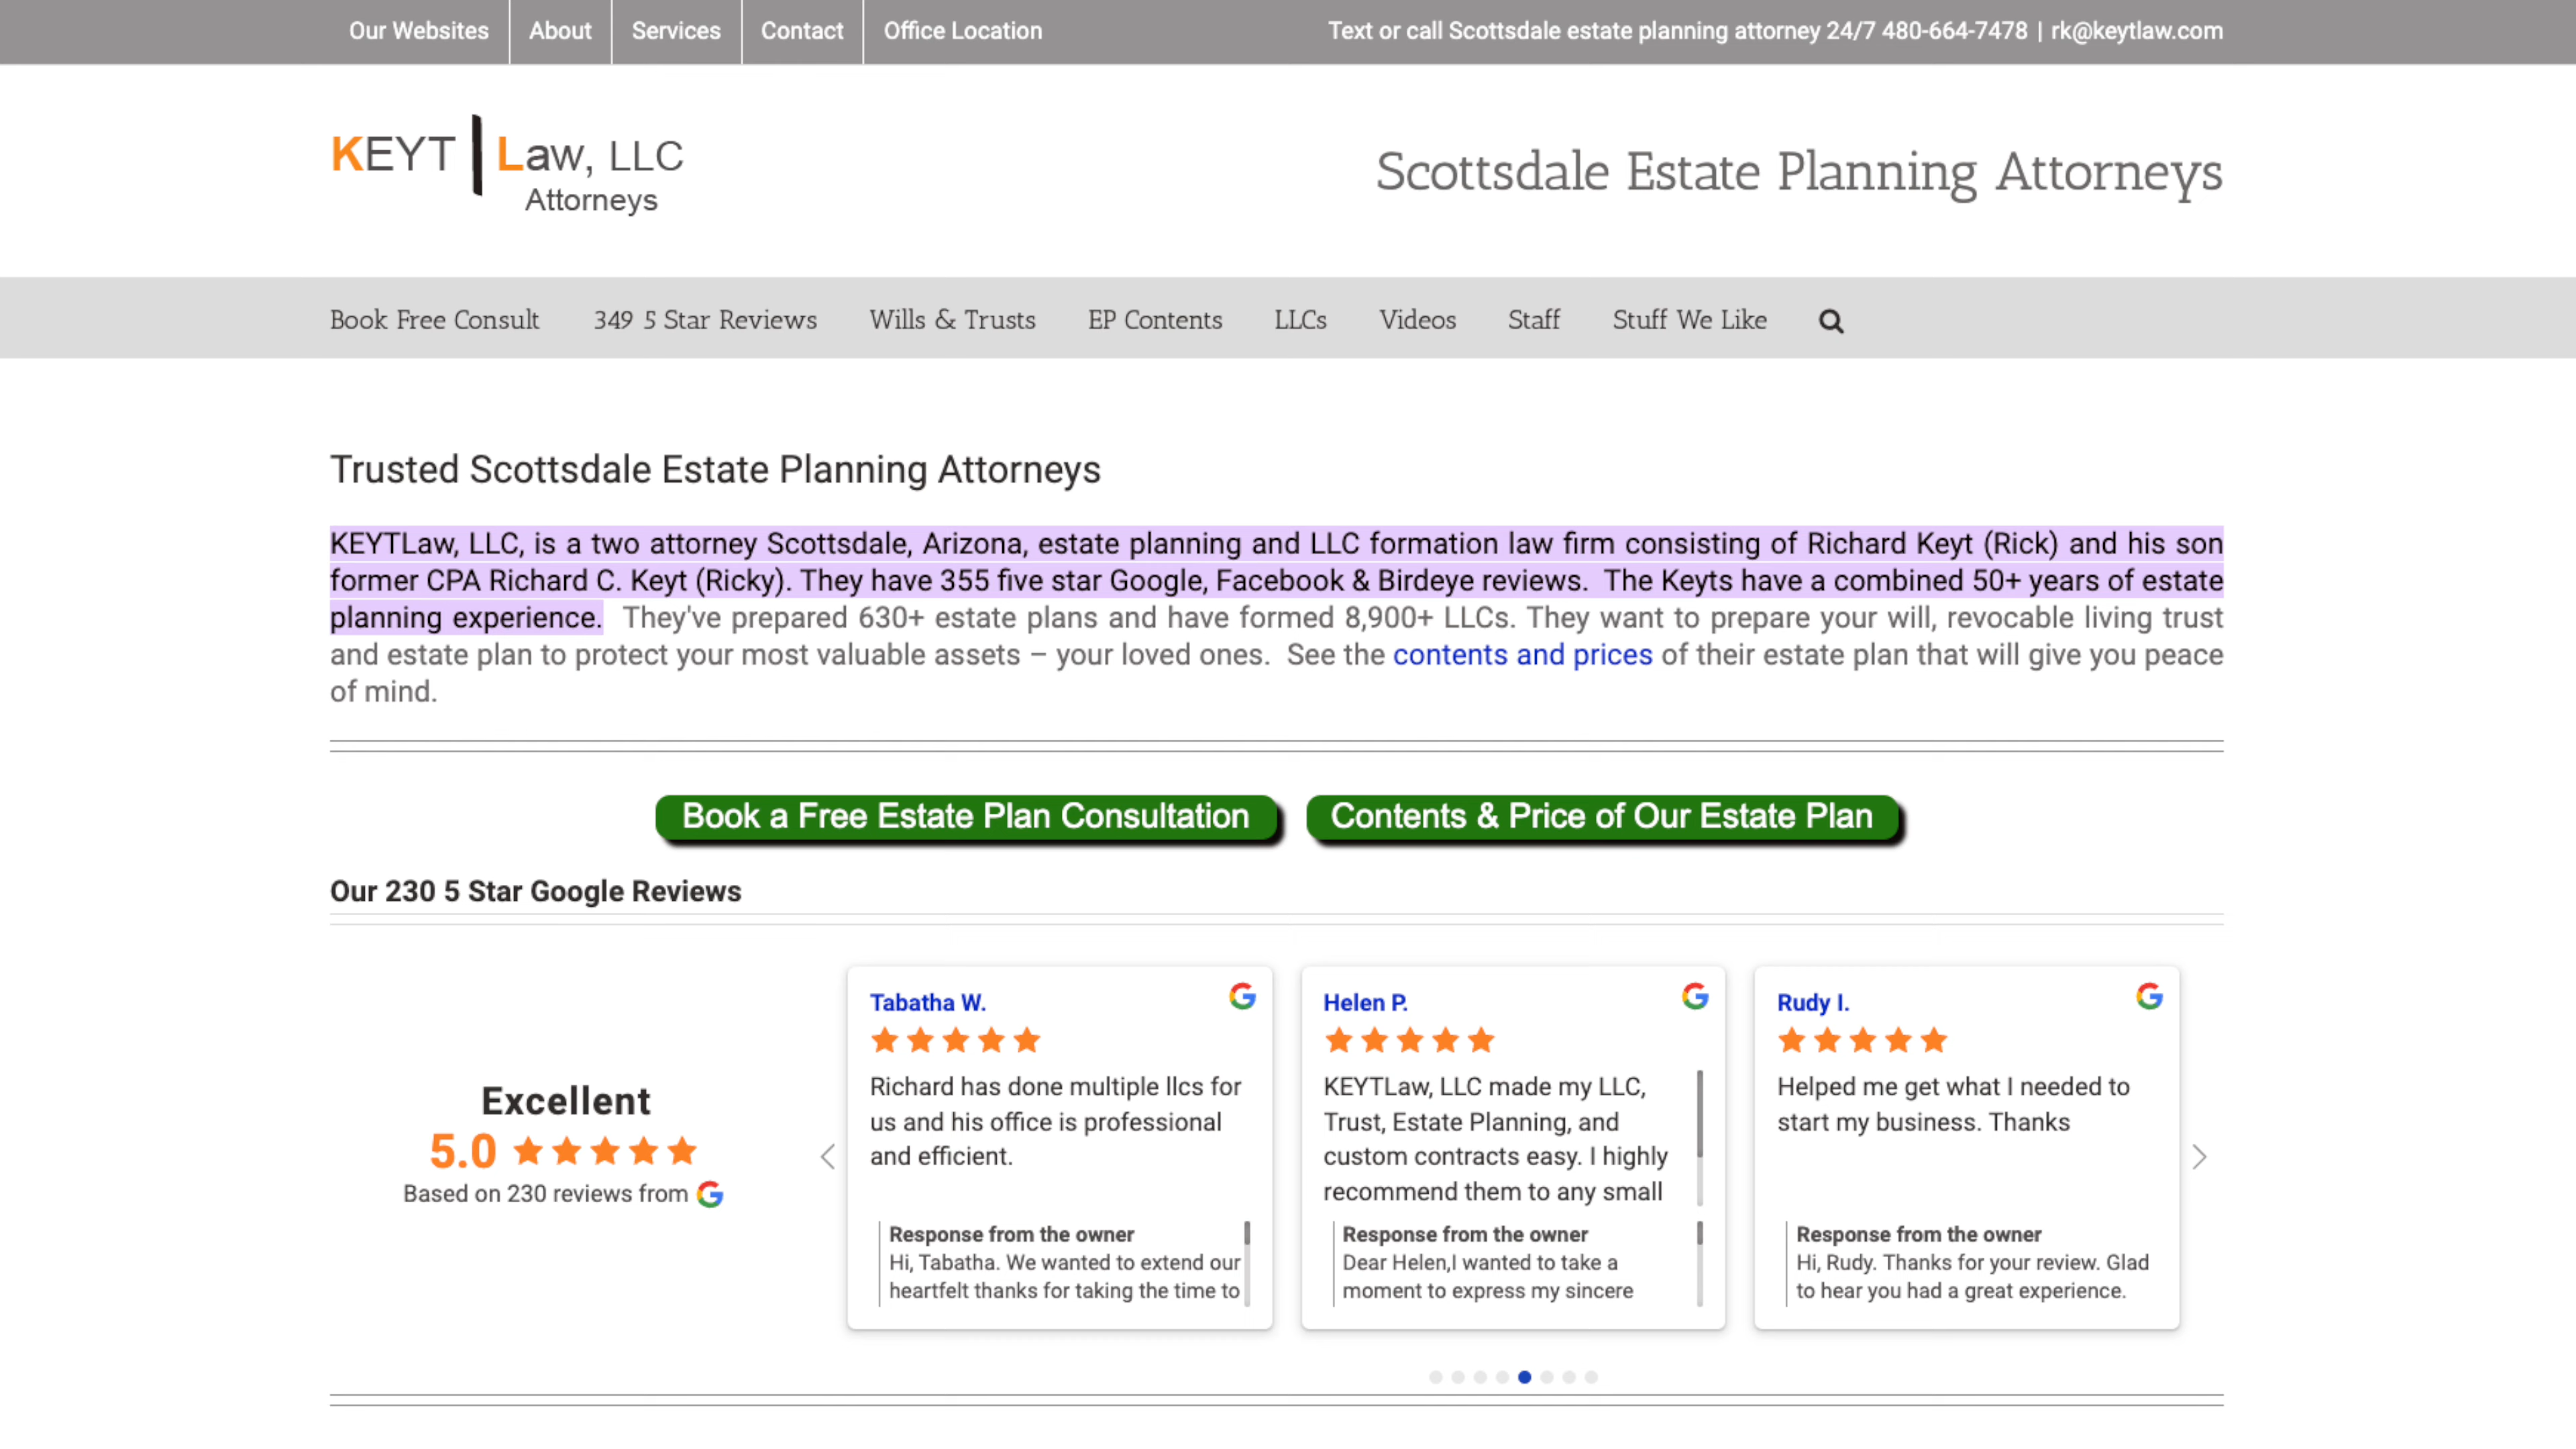 Our Websites
About
Services
Contact
Office Location
Text or call Scottsdale estate planning attorney 24/7 480-664-7478 | rk@keytlaw.com
KEYT Law, LLC
Attorneys
Scottsdale Estate Planning Attorneys
Book Free Consult
349 5 Star Reviews
Wills & Trusts
EP Contents
LLCs
Videos
Staff
Stuff We Like
Trusted Scottsdale Estate Planning Attorneys
KEYTLaw, LLC, is a two attorney Scottsdale, Arizona, estate planning and LLC formation law firm consisting of Richard Keyt (Rick) and his son
former CPA Richard C. Keyt (Ricky). They have 355 five star Google, Facebook & Birdeye reviews. The Keyts have a combined 50+ years of estate
planning experience. They've prepared 630+ estate plans and have formed 8,900+ LLCs. They want to prepare your will, revocable living trust
and estate plan to protect your most valuable assets – your loved ones. See the contents and prices of their estate plan that will give you peace
of mind.
Book a Free Estate Plan Consultation
Contents & Price of Our Estate Plan
Our 230 5 Star Google Reviews
Excellent
5.0
Based on 230 reviews from G
Tabatha W.
Richard has done multiple llcs for
us and his office is professional
and efficient.
Response from the owner
Hi, Tabatha. We wanted to extend our
heartfelt thanks for taking the time to
Helen P.
KEYTLaw, LLC made my LLC,
Trust, Estate Planning, and
custom contracts easy. I highly
recommend them to any small
Response from the owner
Dear Helen,I wanted to take a
moment to express my sincere
Rudy I.
Helped me get what I needed to
start my business. Thanks
Response from the owner
Hi, Rudy. Thanks for your review. Glad
to hear you had a great experience.